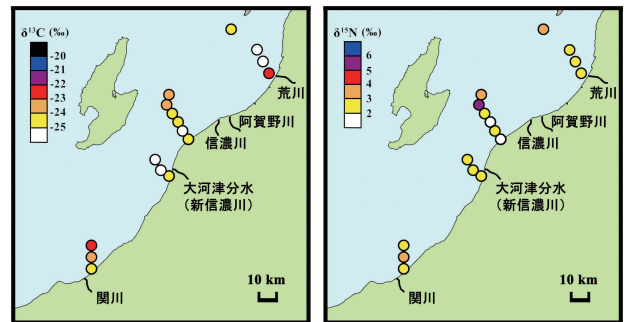 δ¹³C (‰)
-20
-21
-22
-23
-24
-25
荒川
阿賀野川
信濃川
大河津分水
(新信濃川)
関川
10 km
δ¹⁵N (‰)
6
5
4
3
2
荒川
阿賀野川
信濃川
大河津分水
(新信濃川)
関川
10 km